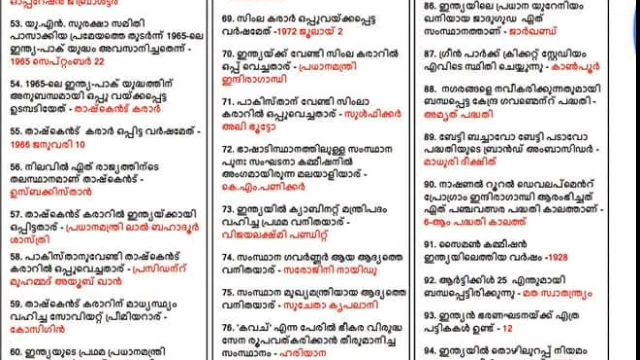 ഓപ്പറേഷൻ ജിബ്രാൾട്ടർ
53. യു.എൻ. സുരക്ഷാ സമിതി
പാസാക്കിയ പ്രമേയത്തെ തുടർന്ന് 1965-ലെ
ഇന്ത്യ-പാക് യുദ്ധം അവസാനിച്ചതെന്ന് -
1965 സെപ്റ്റംബർ 22
54. 1965-ലെ ഇന്ത്യ-പാക് യുദ്ധത്തിന്
അനുബന്ധമായി ഒപ്പു വയ്ക്കപ്പെട്ട
ഉടമ്പടിയേത് - താഷ്കെന്റ് കരാർ
55. താഷ്കെന്റ് കരാർ ഒപ്പിട്ട വർഷമേത് -
1966 ജനുവരി 10
56. നിലവിൽ ഏത് രാജ്യത്തിന്ടെ
തലസ്ഥാനമാണ് താഷ്കെന്റ് -
ഉസ്ബക്കിസ്താൻ
57. താഷ്കെന്റ് കരാറിൽ ഇന്ത്യയ്ക്കായി
ഒപ്പിട്ടതാര് - പ്രധാനമന്ത്രി ലാൽ ബഹാദൂർ
ശാസ്ത്രി
58. പാകിസ്താനുവേണ്ടി താഷ്കെന്റ്
കരാറിൽ ഒപ്പുവെച്ചതാര് - പ്രസിഡന്റ്
മുഹമ്മദ് അയൂബ് ഖാൻ
59. താഷ്കെന്റ് കരാറിന് മാധ്യസ്ഥ്യം
വഹിച്ച സോവിയറ്റ് പ്രീമിയറാര് -
കോസിഗിൻ
60. ഇന്ത്യയുടെ പ്രഥമ പ്രധാനമന്ത്രി
69. സിംല കരാർ ഒപ്പുവയ്ക്കപ്പെട്ട
വർഷമേത് -1972 ജൂലായ് 2
70. ഇന്ത്യയ്ക്ക് വേണ്ടി സിംല കരാറിൽ
ഒപ്പ് വെച്ചതാര് - പ്രധാനമന്ത്രി
ഇന്ദിരാഗാന്ധി
71. പാകിസ്താന് വേണ്ടി സിംലാ
കരാറിൽ ഒപ്പുവെച്ചതാര് - സുൾഫിക്കർ
അലി ഭൂട്ടോ
72. ഭാഷാടിസ്ഥാനത്തിലുള്ള സംസ്ഥാന
പുന: സംഘടനാ കമ്മീഷനിൽ
അംഗമായിരുന്ന മലയാളിയാര് -
കെ.എം.പണിക്കർ
73. ഇന്ത്യയിൽ ക്യാബിനറ്റ് മന്ത്രിപദം
വഹിച്ച പ്രഥമ വനിതയാര് -
വിജയലക്ഷ്മി പണ്ഡിറ്റ്
74. സംസ്ഥാന ഗവർണ്ണർ ആയ ആദ്യത്തെ
വനിതയാര് - സരോജിനി നായിഡു
75. സംസ്ഥാന മുഖ്യമന്ത്രിയായ ആദ്യത്തെ
വനിതയാര് - സുചേതാ കൃപലാനി
76. 'കവച്' എന്ന പേരിൽ ഭീകര വിരുദ്ധ
സേന രൂപവത്കരിക്കാൻ തീരുമാനിച്ച
സംസ്ഥാനം - ഹരിയാന
86. ഇന്ത്യയിലെ പ്രധാന യുറേനിയം
ഖനിയായ ജാദുഗുഡ ഏത്
സംസ്ഥാനത്താണ് - ജാർഖണ്ഡ്
87. ഗ്രീൻ പാർക്ക് ക്രിക്കറ്റ് സ്റ്റേഡിയം
എവിടെ സ്ഥിതി ചെയ്യുന്നു - കാൺപൂർ
88. നഗരങ്ങളെ നവീകരിക്കുന്നതുമായി
ബന്ധപ്പെട്ട കേന്ദ്ര ഗവണ്മെന്റ് പദ്ധതി -
അമൃത് പദ്ധതി
89. ബേട്ടി ബച്ചാവോ ബേട്ടി പടാവോ
പദ്ധതിയുടെ ബ്രാൻഡ് അംബാസിഡർ -
മാധുരി ദീക്ഷിത്
90. നാഷണൽ റൂറൽ ഡെവലപ്മെന്റ്
പ്രോഗ്രാം ഇന്ദിരാഗാന്ധി ആരംഭിച്ചത്
ഏത് പഞ്ചവത്സര പദ്ധതി കാലത്താണ് -
6-ആം പദ്ധതി കാലത്ത്
91. സൈമൺ കമ്മീഷൻ
ഇന്ത്യയിലെത്തിയ വർഷം -1928
92. ആർട്ടിക്കിൾ 25 എന്തുമായി
ബന്ധപ്പെട്ടിരിക്കുന്നു - മത സ്വാതന്ത്ര്യം
93. ഇന്ത്യൻ ഭരണഘടനയ്ക്ക് എത്ര
പട്ടികകൾ ഉണ്ട് - 12
94. ഇന്ത്യയിൽ തൊഴിലുറപ്പ് നിയമം